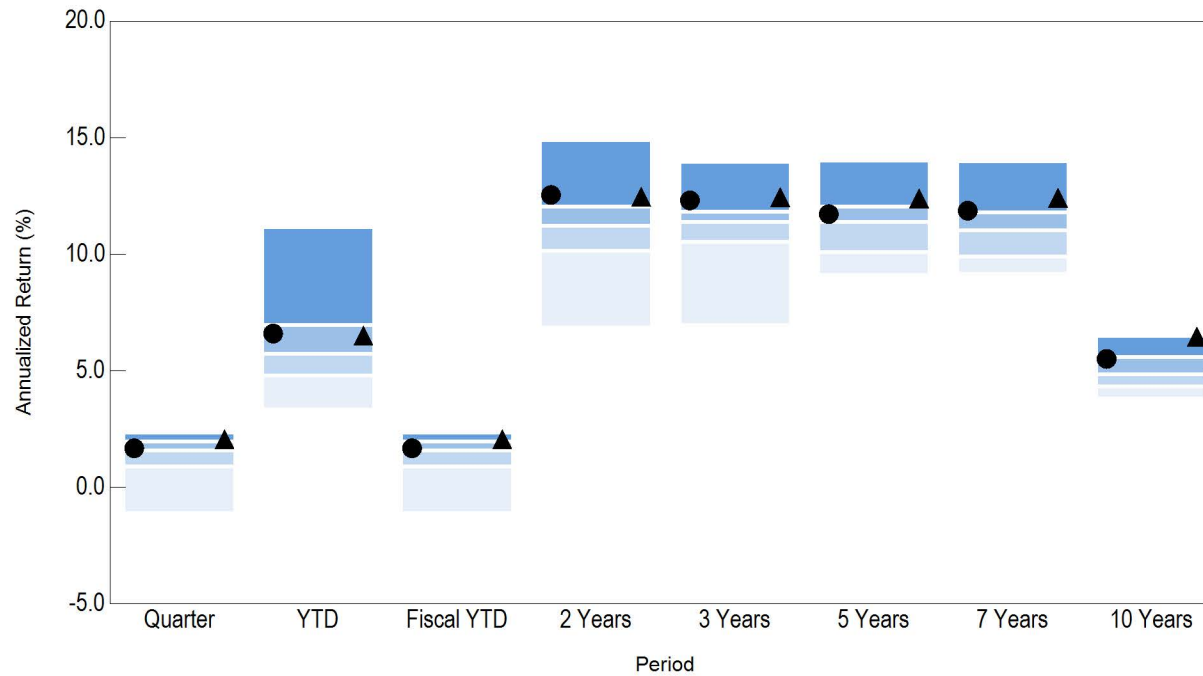 20.0
15.0
10.0
5.0
0.0
-5.0
Annualized Return (%)
Quarter YTD Fiscal YTD 2 Years 3 Years 5 Years 7 Years 10 Years
Period